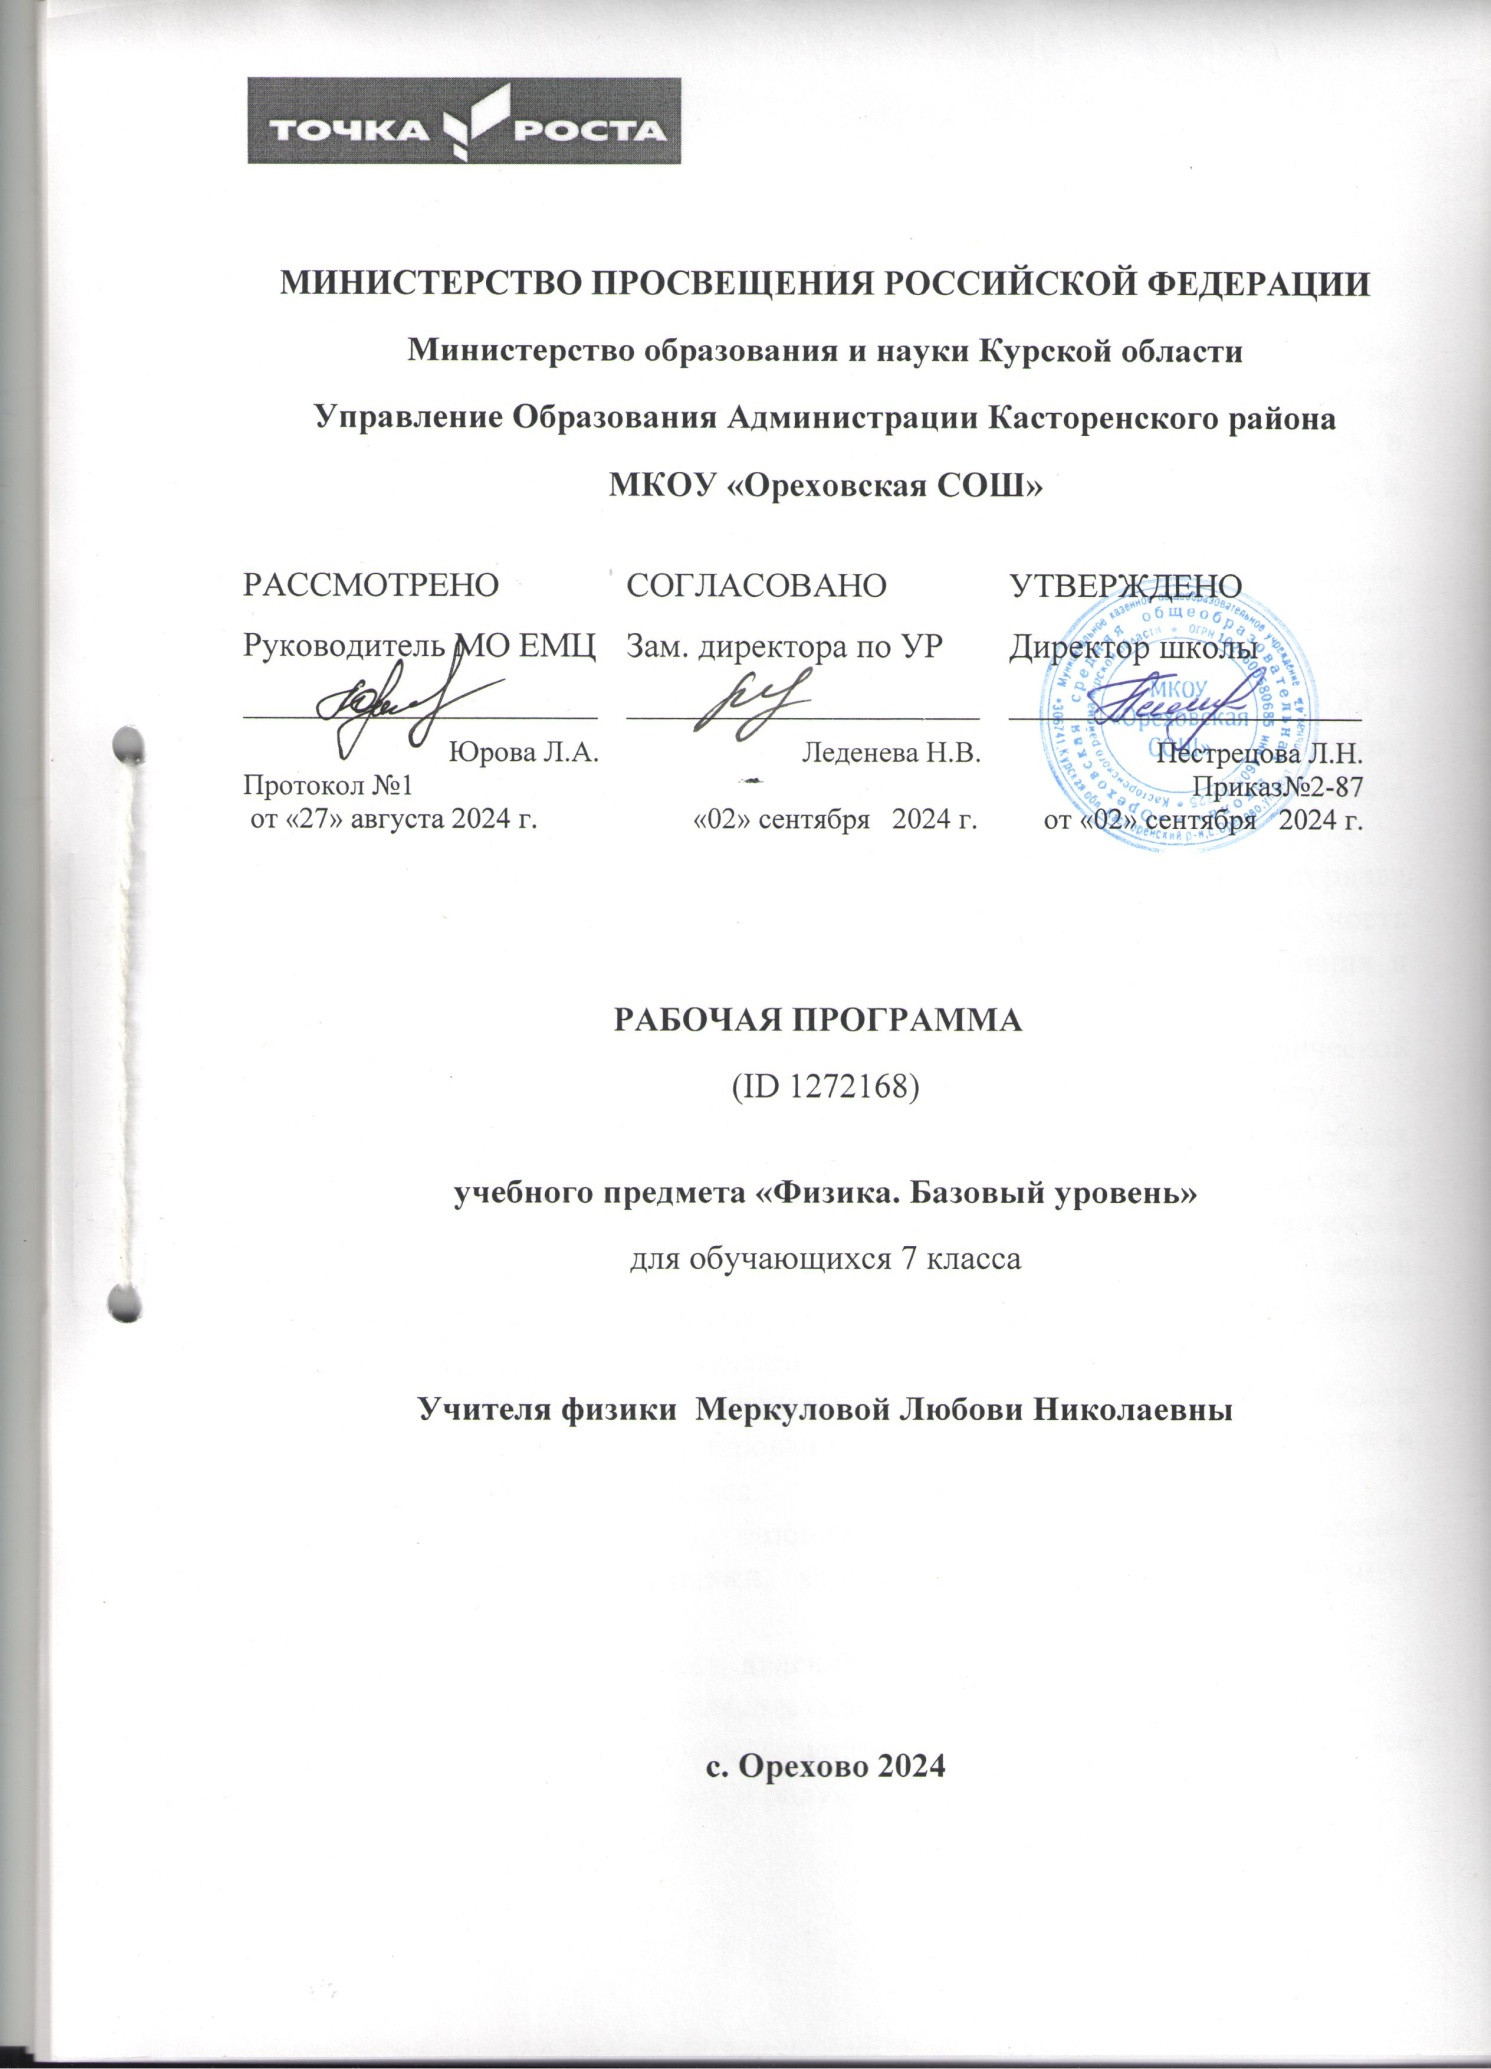 ТОЧКА РОСТА
МИНИСТЕРСТВО ПРОСВЕЩЕНИЯ РОССИЙСКОЙ ФЕДЕРАЦИИ
Министерство образования и науки Курской области
Управление Образования Администрации Касторенского района
МКОУ «Ореховская СОШ»
РАССМОТРЕНО СОГЛАСОВАНО УТВЕРЖДЕНО
Руководитель МО ЕМЦ Зам. директора по УР Директор школы
МКОУ
«Ореховская
СОШ»
Юрова Л.А. Леденева Н.В. Пестрецова Л.Н.
Протокол №1 Приказ№2-87
от «27» августа 2024 г. «02» сентября 2024 г. от «02» сентября 2024 г.
РАБОЧАЯ ПРОГРАММА
(ID 1272168)
учебного предмета «Физика. Базовый уровень»
для обучающихся 7 класса
Учителя физики Меркуловой Любови Николаевны
с. Орехово 2024